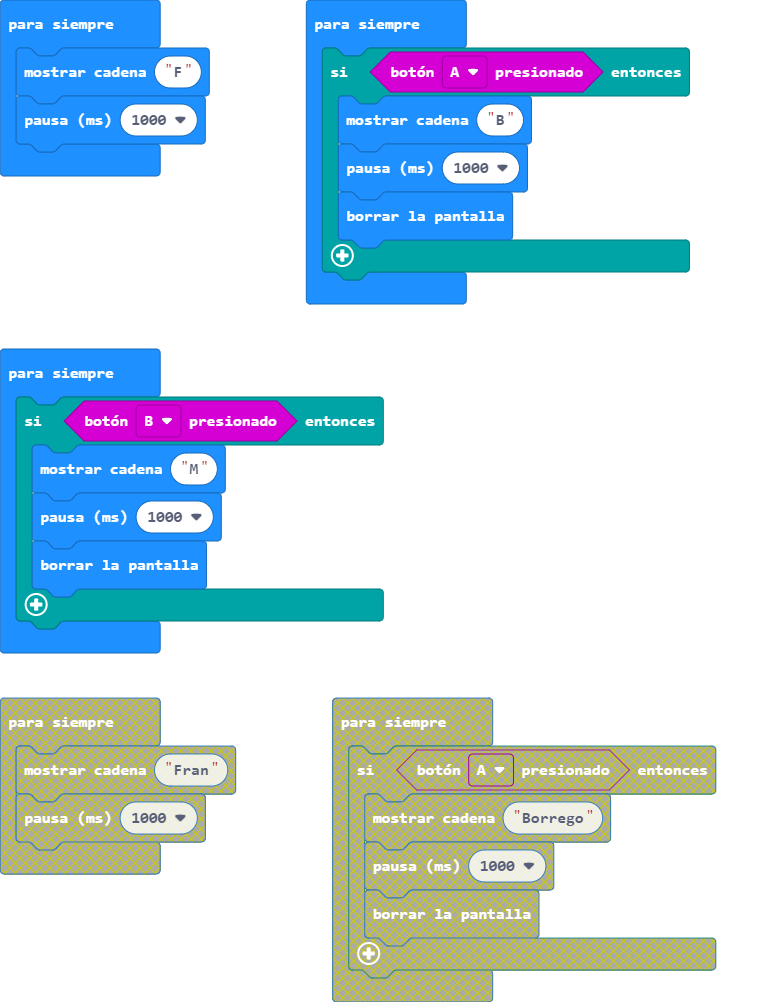 para siempre
mostrar cadena "F"
pausa (ms) 1000
para siempre
si botón A presionado entonces
mostrar cadena "B"
pausa (ms) 1000
borrar la pantalla
para siempre
si botón B presionado entonces
mostrar cadena "M"
pausa (ms) 1000
borrar la pantalla
para siempre
mostrar cadena "Fran"
pausa (ms) 1000
para siempre
si botón A presionado entonces
mostrar cadena "Borrego"
pausa (ms) 1000
borrar la pantalla